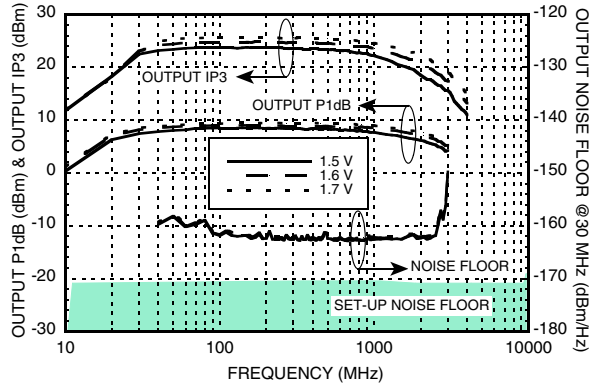 OUTPUT P1dB (dBm) & OUTPUT IP3 (dBm)
30
20
10
0
-10
-20
-30
OUTPUT IP3
OUTPUT P1dB
1.5 V
1.6 V
1.7 V
NOISE FLOOR
SET-UP NOISE FLOOR
-120
-130
-140
-150
-160
-170
-180
OUTPUT NOISE FLOOR
@30 MHz (dBm/Hz)
10
100
1000
10000
FREQUENCY (MHz)